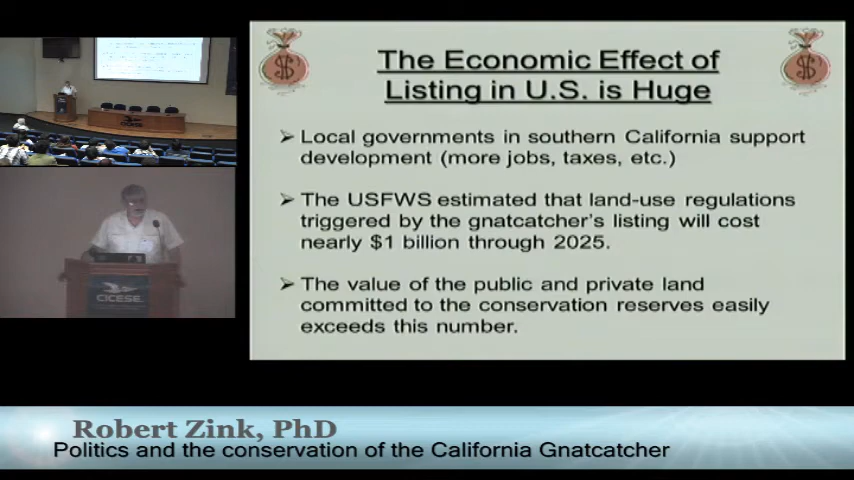 The Economic Effect of
Listing in U.S. is Huge
Local governments in southern California support
development (more jobs, taxes, etc.)
The USFWS estimated that land-use regulations
triggered by the gnatcatcher's listing will cost
nearly $1 billion through 2025.
The value of the public and private land
committed to the conservation reserves easily
exceeds this number.
CICESE
Robert Zink, PhD
Politics and the conservation of the California Gnatcatcher